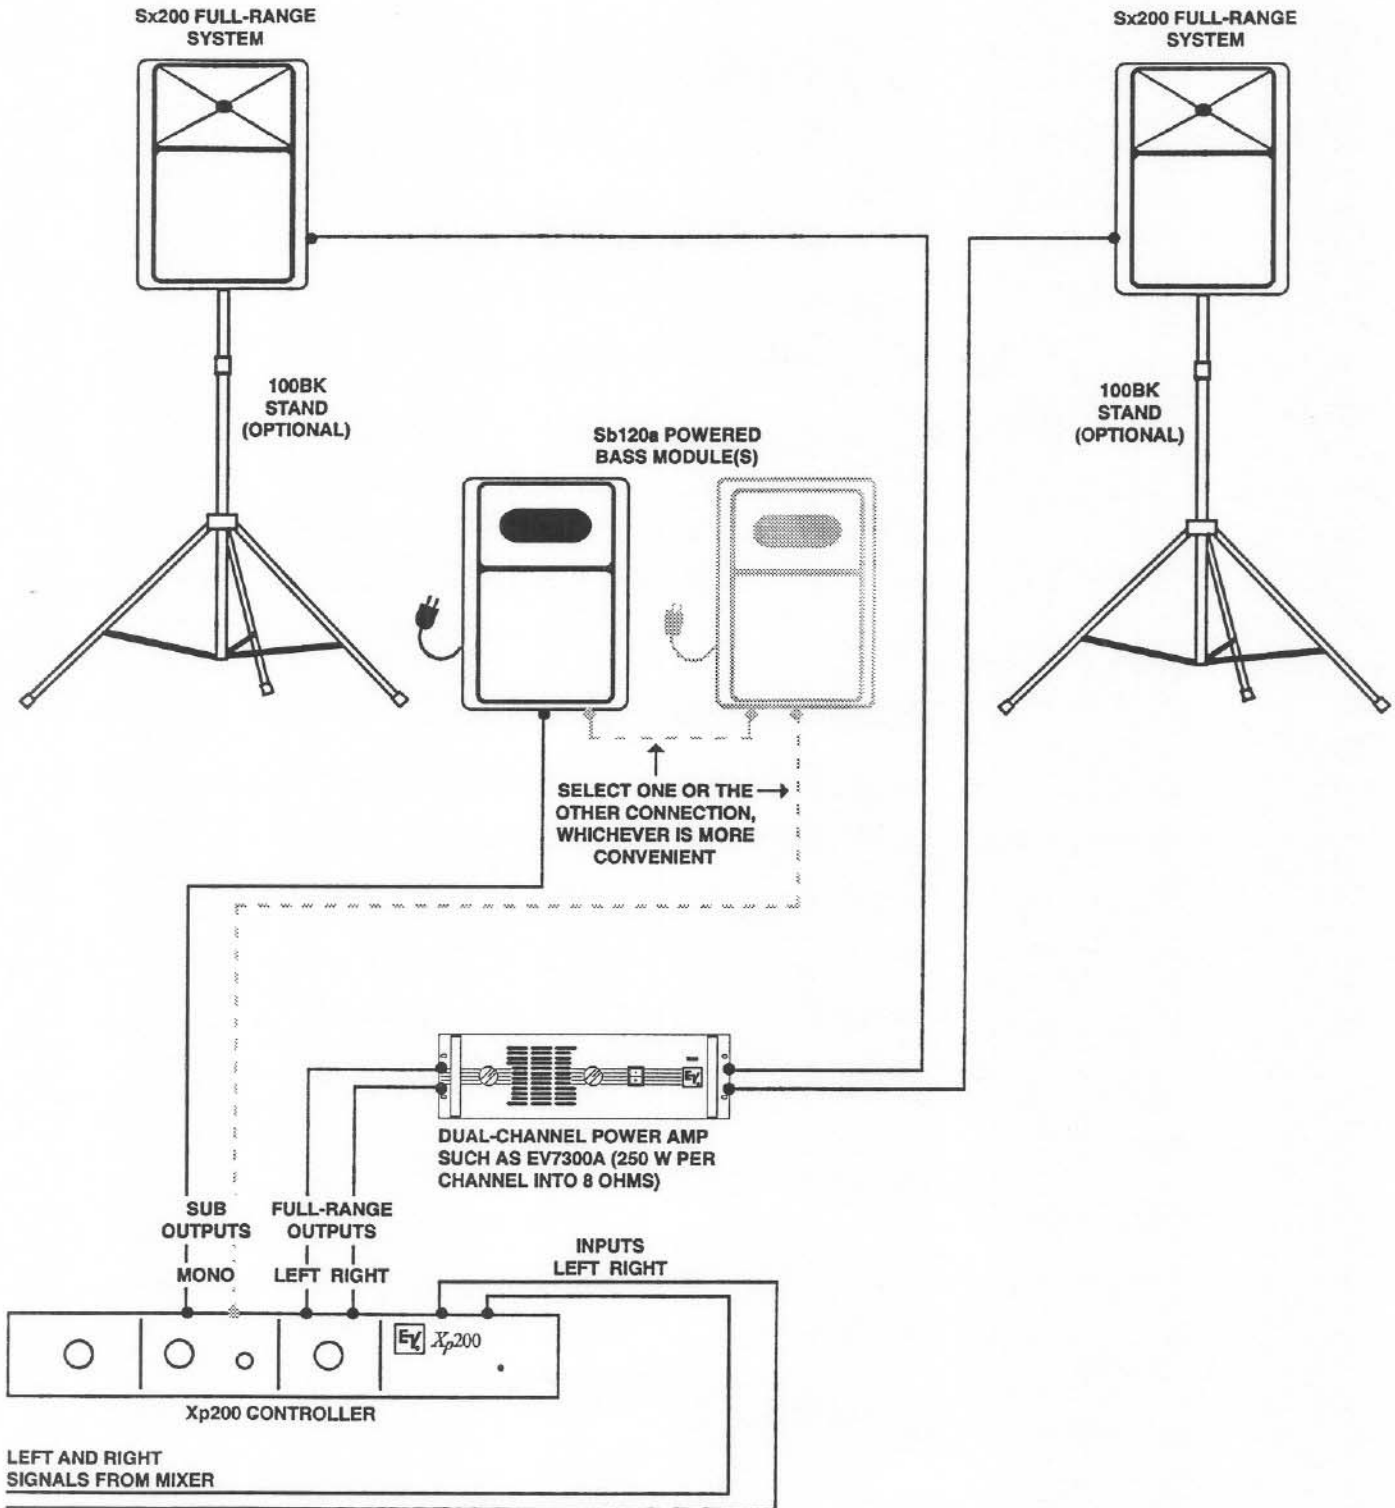 Sx200 FULL-RANGE
SYSTEM
Sx200 FULL-RANGE
SYSTEM
100BK
STAND
(OPTIONAL)
100BK
STAND
(OPTIONAL)
Sb120a POWERED
BASS MODULE(S)
SELECT ONE OR THE
OTHER CONNECTION,
WHICHEVER IS MORE
CONVENIENT
EV
DUAL-CHANNEL POWER AMP
SUCH AS EV7300A (250 W PER
CHANNEL INTO 8 OHMS)
SUB
OUTPUTS
FULL-RANGE
OUTPUTS
INPUTS
LEFT RIGHT
MONO
LEFT RIGHT
EV Xp200
Xp200 CONTROLLER
LEFT AND RIGHT
SIGNALS FROM MIXER